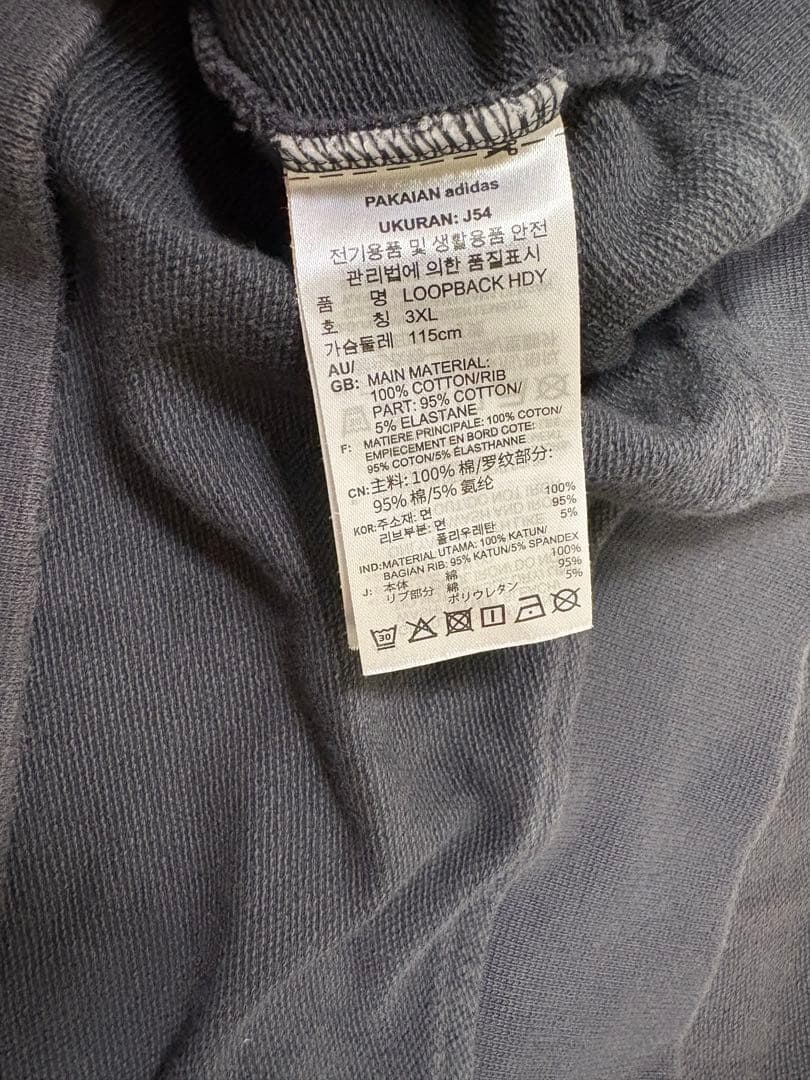 PAKAIAN adidas
UKURAN: J54
전기용품 및 생활용품 안전
관리법에 의한 품질표시
품 명 LOOPBACK HDY
호 칭 3XL
가슴둘레 115cm
AU/
GB: MAIN MATERIAL:
100% COTTON/RIB
PART: 95% COTTON/
5% ELASTANE
F: MATIERE PRINCIPALE: 100% COTON/
EMPIECEMENT EN BORD COTE:
95% COTON/5% ÉLASTHANNE
CN: 主料: 100% 棉/罗纹部分:
95% 棉/5% 氨纶
KOR: 주소재: 면 100%
리브부분: 면 95%
폴리우레탄 5%
IND: MATERIAL UTAMA: 100% KATUN/
BAGIAN RIB: 95% KATUN/5% SPANDEX
J: 本体 綿 100%
リブ部分 綿 95%
ポリウレタン 5%
30